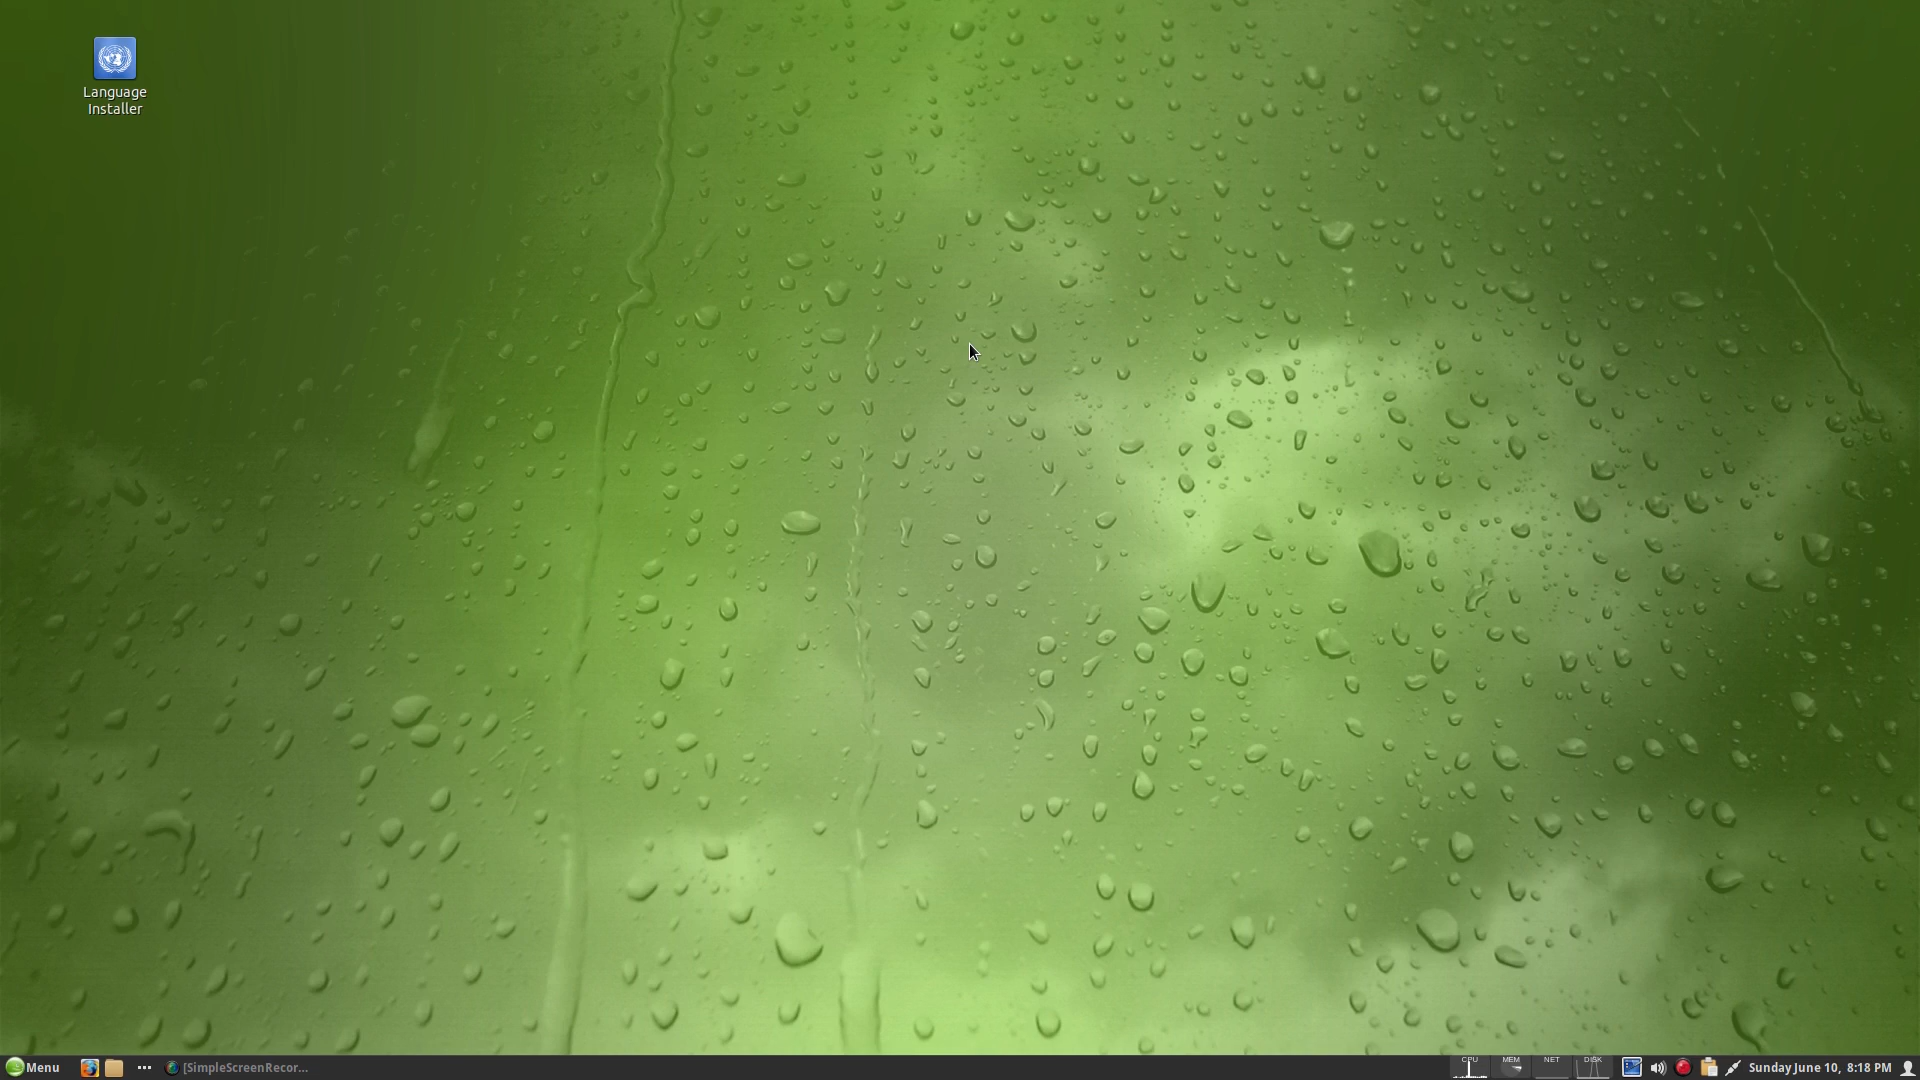 Language
Installer
Menu
[SimpleScreenRecor...
CPU
MEM
NET
DISK
Sunday June 10, 8:18 PM